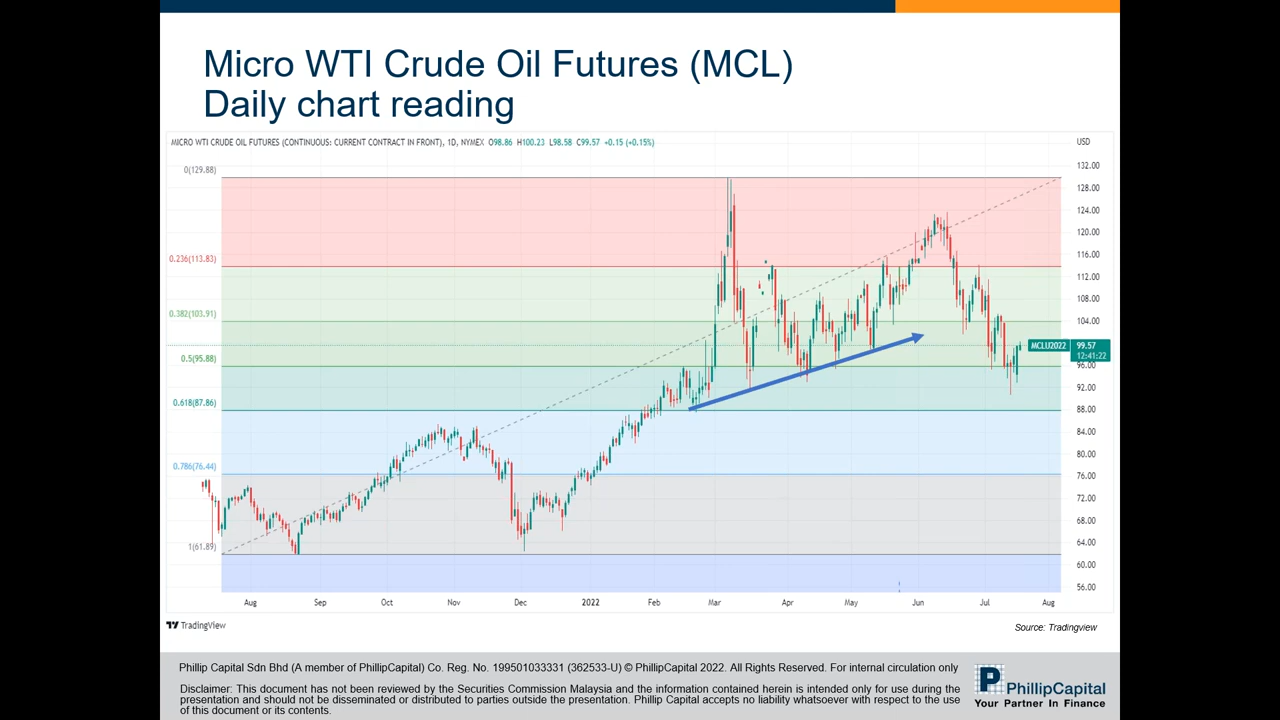 Micro WTI Crude Oil Futures (MCL)
Daily chart reading
MICRO WTI CRUDE OIL FUTURES (CONTINUOUS: CURRENT CONTRACT IN FRONT), 1D, NYMEX O98.86 H100.23 L98.58 C99.57 +0.15 (+0.15%)
USD
0(129.88)
0.236(113.83)
0.382(103.91)
0.5(95.88)
0.618(87.86)
0.786(76.44)
1(61.89)
132.00
128.00
124.00
120.00
116.00
112.00
108.00
104.00
MCLU2022 99.57
12:41:22
96.00
92.00
88.00
84.00
80.00
76.00
72.00
68.00
64.00
60.00
56.00
Aug Sep Oct Nov Dec 2022 Feb Mar Apr May Jun Jul Aug
TradingView
Source: Tradingview
Phillip Capital Sdn Bhd (A member of PhillipCapital) Co. Reg. No. 199501033331 (362533-U) © PhillipCapital 2022. All Rights Reserved. For internal circulation only
Disclaimer: This document has not been reviewed by the Securities Commission Malaysia and the information contained herein is intended only for use during the
presentation and should not be disseminated or distributed to parties outside the presentation. Phillip Capital accepts no liability whatsoever with respect to the use
of this document or its contents.
P
PhillipCapital
Your Partner In Finance